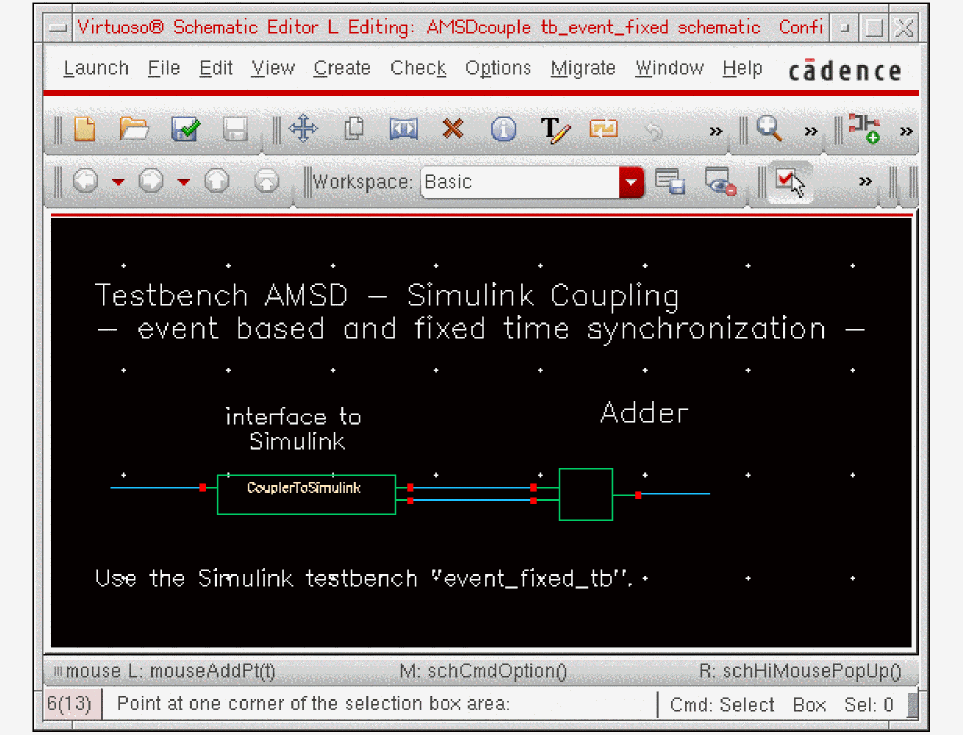 Virtuoso® Schematic Editor L Editing: AMSDcouple tb_event_fixed schematic Confi
Launch File Edit View Create Check Options Migrate Window Help cādence
Workspace: Basic
Testbench AMSD – Simulink Coupling
– event based and fixed time synchronization –
interface to
Simulink
Adder
CouplerToSimulink
Use the Simulink testbench "event_fixed_tb".
mouse L: mouseAddPt(t) M: schCmdOption() R: schHiMousePopUp()
6(13) Point at one corner of the selection box area: Cmd: Select Box Sel: 0